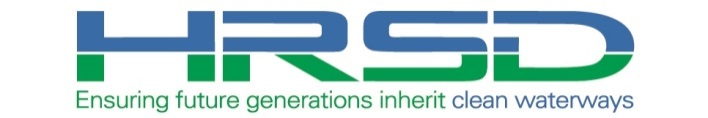 HRSD
Ensuring future generations inherit clean waterways